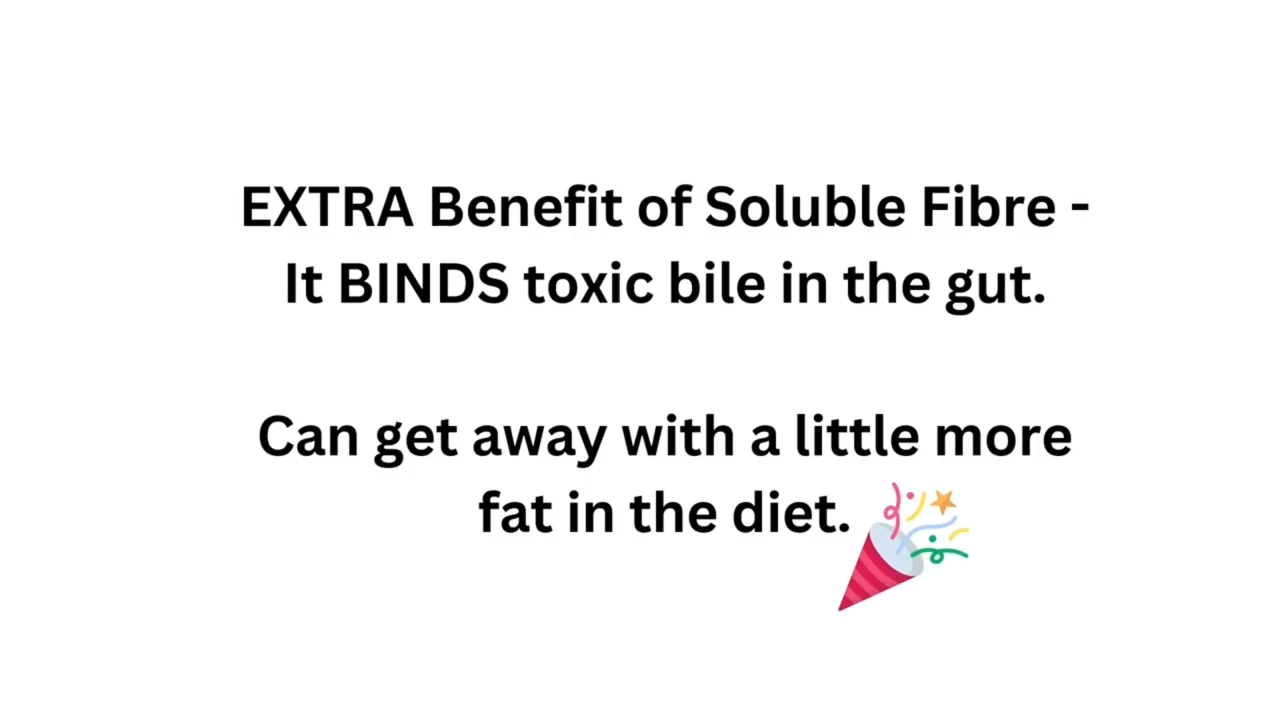 EXTRA Benefit of Soluble Fibre -
It BINDS toxic bile in the gut.
Can get away with a little more
fat in the diet.